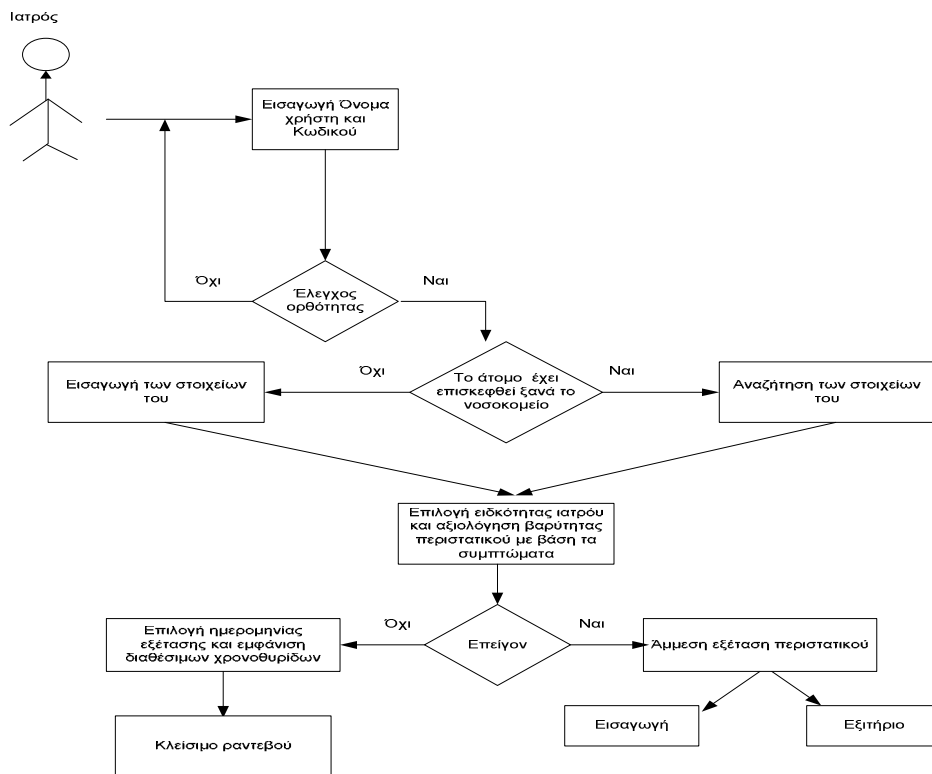 Ιατρός
Εισαγωγή Όνομα
χρήστη και
Κωδικού
Όχι
Ναι
Έλεγχος
ορθότητας
Εισαγωγή των στοιχείων
του
Όχι
Το άτομο έχει
επισκεφθεί ξανά το
νοσοκομείο
Ναι
Αναζήτηση των στοιχείων
του
Επιλογή ειδκότητας ιατρού
και αξιολόγηση βαρύτητας
περιστατικού με βάση τα
συμπτώματα
Επιλογή ημερομηνίας
εξέτασης και εμφάνιση
διαθέσιμων χρονοθυρίδων
Όχι
Επείγον
Ναι
Άμμεση εξέταση περιστατικού
Κλείσιμο ραντεβού
Εισαγωγή
Εξιτήριο